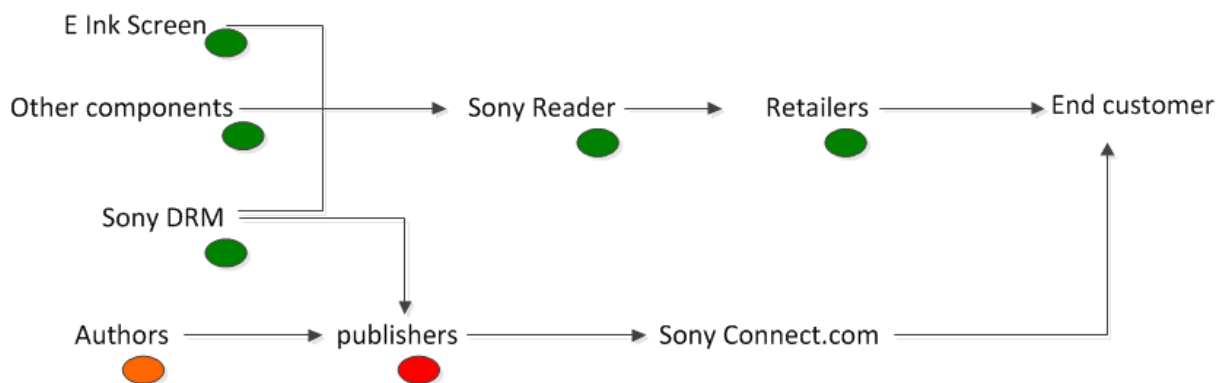 E Ink Screen
Other components
Sony Reader
Retailers
End customer
Sony DRM
Authors
publishers
Sony Connect.com